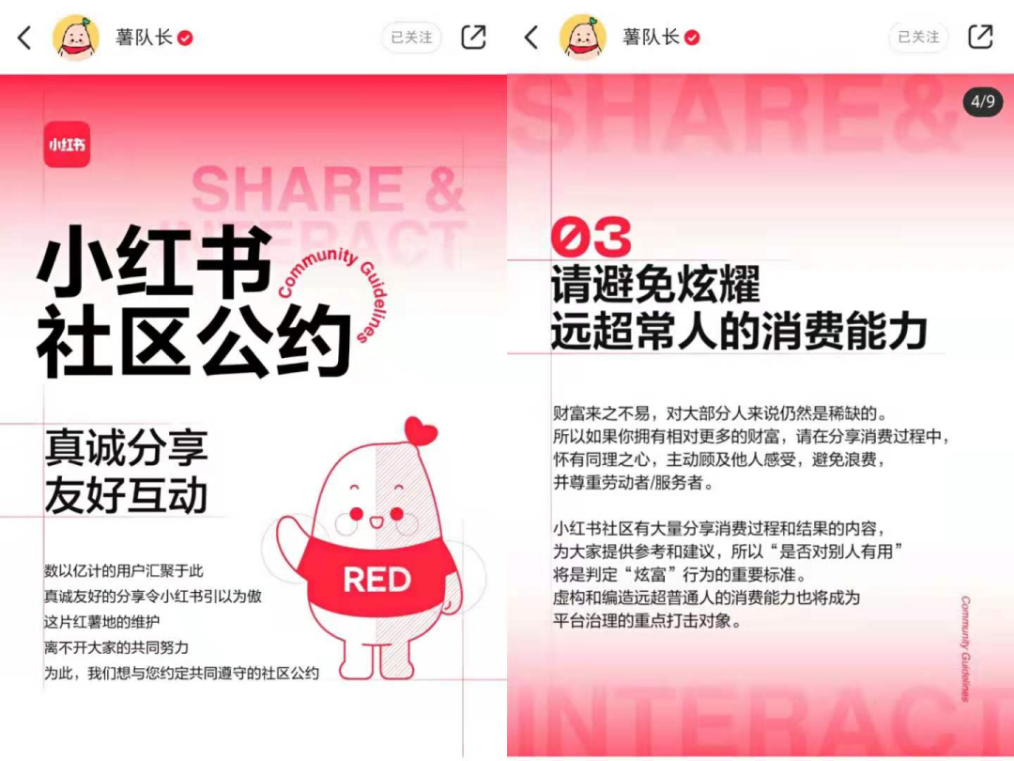 薯队长
已关注
小红书
SHARE &
INTERACT
小红书
社区公约
Community Guidelines
真诚分享
友好互动
RED
数以亿计的用户汇聚于此
真诚友好的分享令小红书引以为傲
这片红薯地的维护
离不开大家的共同努力
为此，我们想与您约定共同遵守的社区公约
薯队长
已关注
SHARE &
4/9
03
请避免炫耀
远超常人的消费能力
财富来之不易，对大部分人来说仍然是稀缺的。
所以如果你拥有相对更多的财富，请在分享消费过程中，
怀有同理之心，主动顾及他人感受，避免浪费，
并尊重劳动者/服务者。
小红书社区有大量分享消费过程和结果的内容，
为大家提供参考和建议，所以“是否对别人有用”
将是判定“炫富”行为的重要标准。
虚构和编造远超普通人的消费能力也将成为
平台治理的重点打击对象。
Community Guidelines
INTERACT